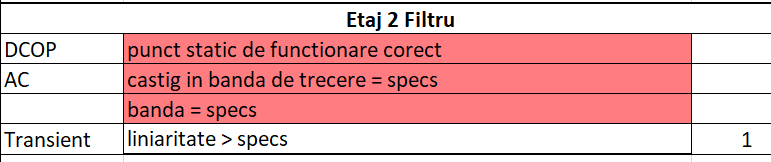 Etaj 2 Filtru
DCOP punct static de functionare corect
AC castig in banda de trecere = specs
banda = specs
Transient liniaritate > specs 1